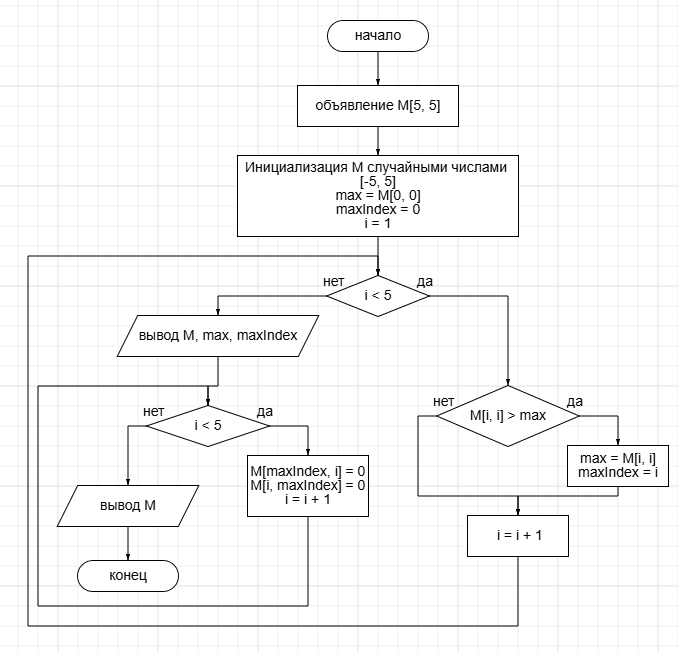 начало
объявление M[5, 5]
Инициализация M случайными числами
[-5, 5]
max = M[0, 0]
maxIndex = 0
i = 1
нет
да
i < 5
вывод M, max, maxIndex
нет
да
i < 5
нет
да
M[i, i] > max
max = M[i, i]
maxIndex = i
M[maxIndex, i] = 0
M[i, maxIndex] = 0
i = i + 1
вывод M
i = i + 1
конец